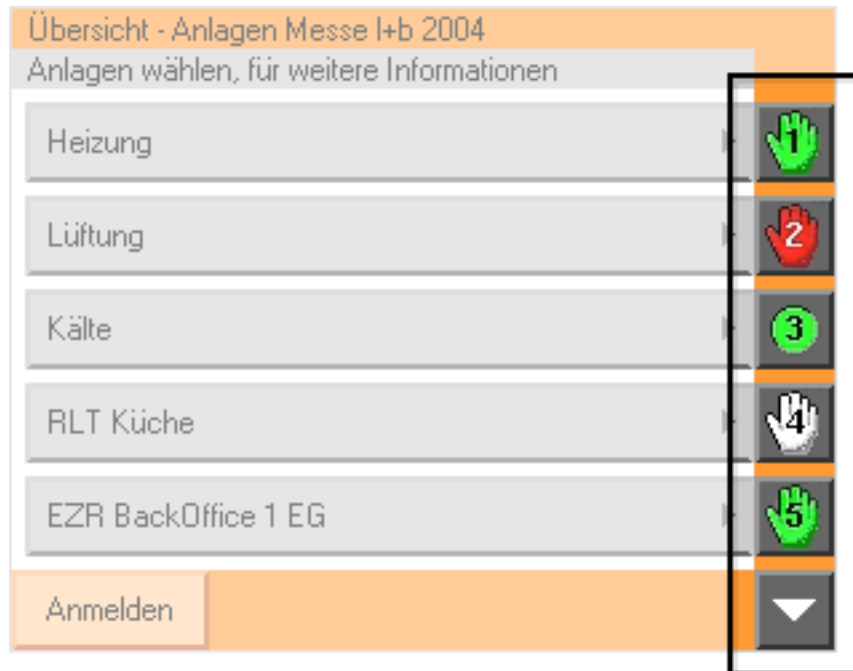 Übersicht - Anlagen Messe I+b 2004
Anlagen wählen, für weitere Informationen
Heizung 1
Lüftung 2
Kälte 3
RLT Küche 4
EZR BackOffice 1 EG 5
Anmelden